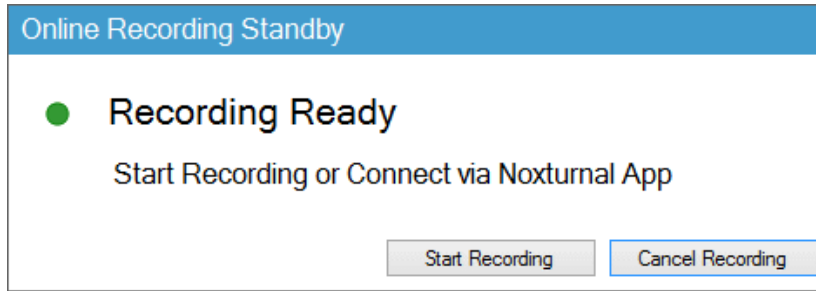 Online Recording Standby
Recording Ready
Start Recording or Connect via Noxturnal App
Start Recording
Cancel Recording